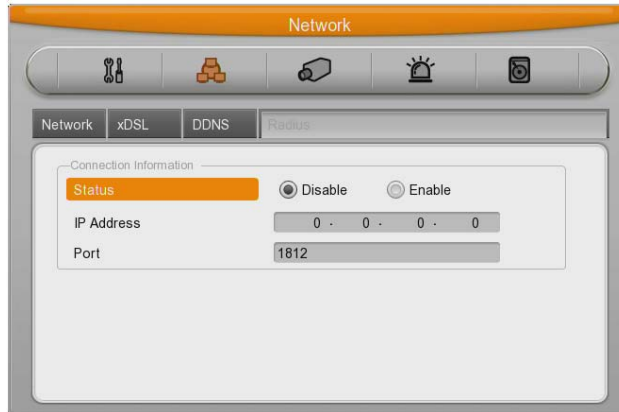 Network
Network xDSL DDNS Radius
Connection Information
Status Disable Enable
IP Address 0 . 0 . 0 . 0
Port 1812